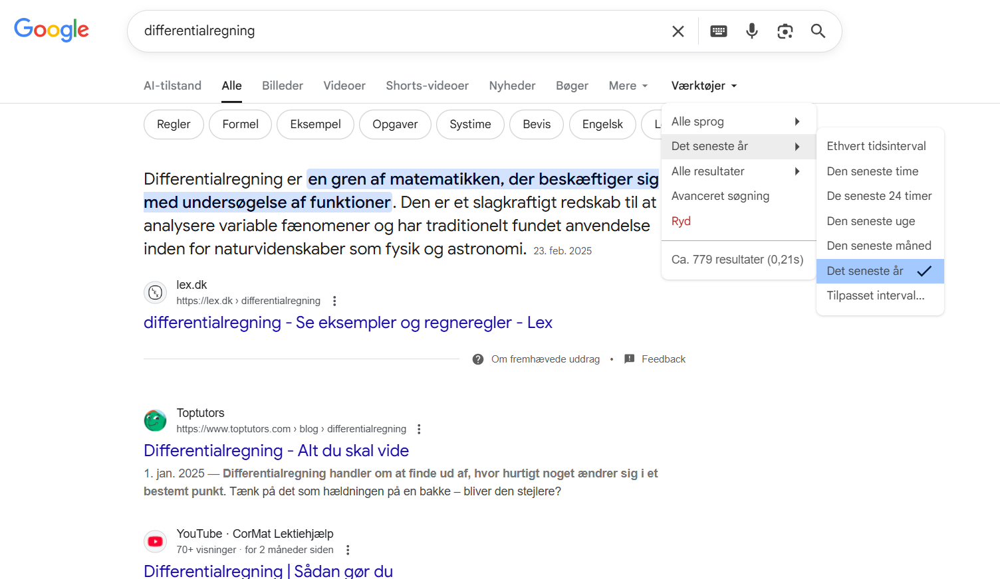 Google
differentialregning
AI-tilstand
Alle
Billeder
Videoer
Shorts-videoer
Nyheder
Bøger
Mere
Værktøjer
Regler
Formel
Eksempel
Opgaver
Systime
Bevis
Engelsk
Alle sprog
Det seneste år
Alle resultater
Avanceret søgning
Ryd
Ca. 779 resultater (0,21s)
Ethvert tidsinterval
Den seneste time
De seneste 24 timer
Den seneste uge
Den seneste måned
Det seneste år
Tilpasset interval...
Differentialregning er en gren af matematikken, der beskæftiger sig
med undersøgelse af funktioner. Den er et slagkraftigt redskab til at
analysere variable fænomener og har traditionelt fundet anvendelse
inden for naturvidenskaber som fysik og astronomi. 23. feb. 2025
lex.dk
https://lex.dk › differentialregning
differentialregning - Se eksempler og regneregler - Lex
Om fremhævede uddrag • Feedback
Toptutors
https://www.toptutors.com › blog › differentialregning
Differentialregning - Alt du skal vide
1. jan. 2025 — Differentialregning handler om at finde ud af, hvor hurtigt noget ændrer sig i et
bestemt punkt. Tænk på det som hældningen på en bakke – bliver den stejlere?
YouTube · CorMat Lektiehjælp
70+ visninger · for 2 måneder siden
Differentialregning | Sådan gør du